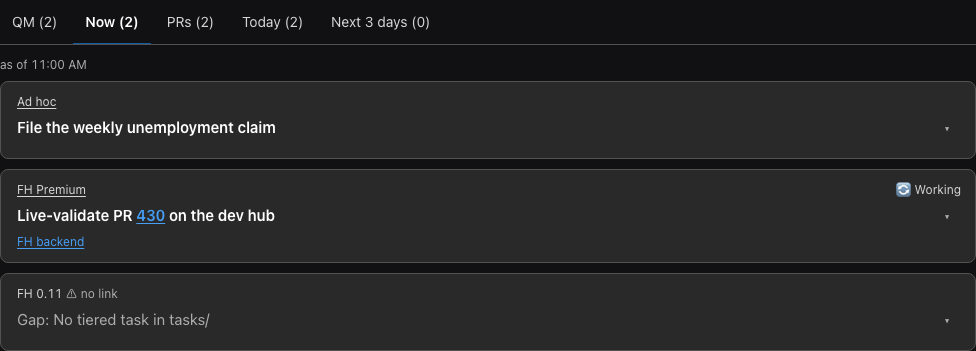 QM (2) Now (2) PRs (2) Today (2) Next 3 days (0)
as of 11:00 AM
Ad hoc
File the weekly unemployment claim
FH Premium Working
Live-validate PR 430 on the dev hub
FH backend
FH 0.11 ⚠ no link
Gap: No tiered task in tasks/